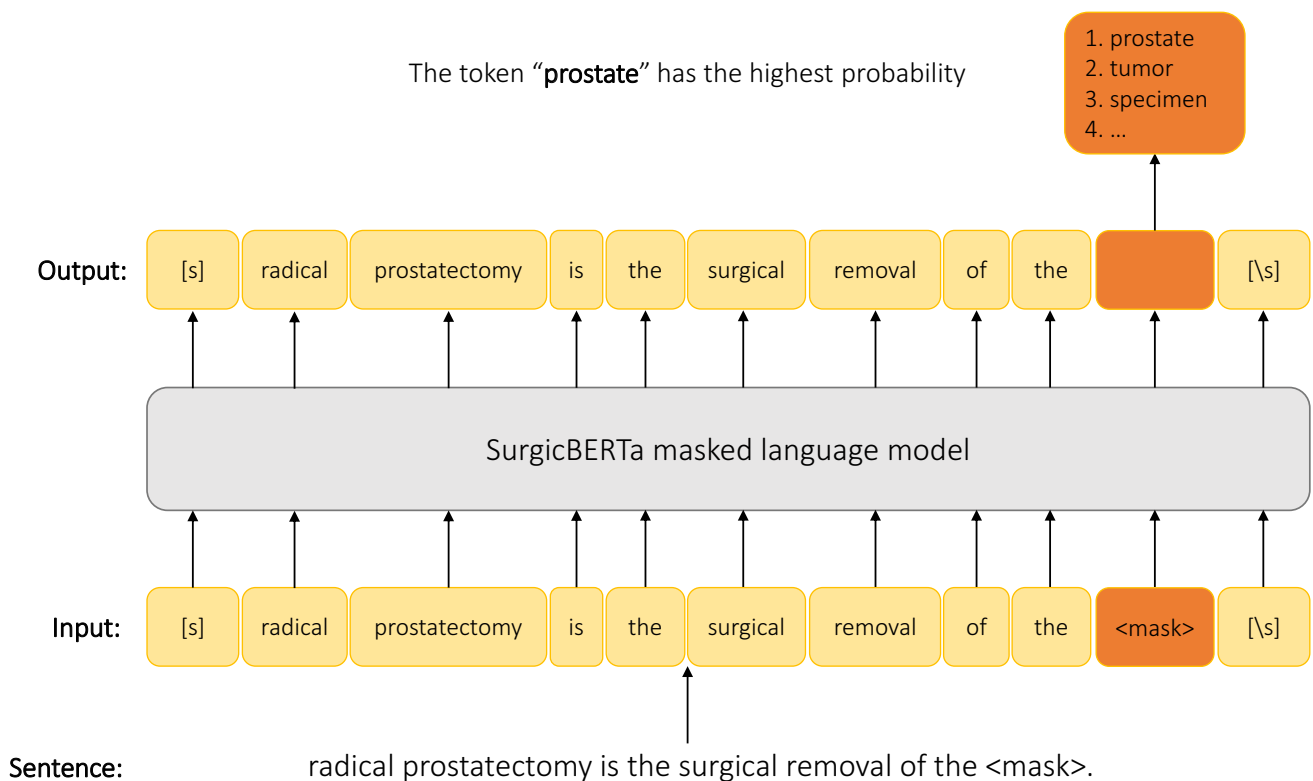 1. prostate
2. tumor
3. specimen
4. ...
The token “prostate” has the highest probability
Output: [s] radical prostatectomy is the surgical removal of the [\s]
SurgicBERTa masked language model
Input: [s] radical prostatectomy is the surgical removal of the <mask> [\s]
Sentence: radical prostatectomy is the surgical removal of the <mask>.